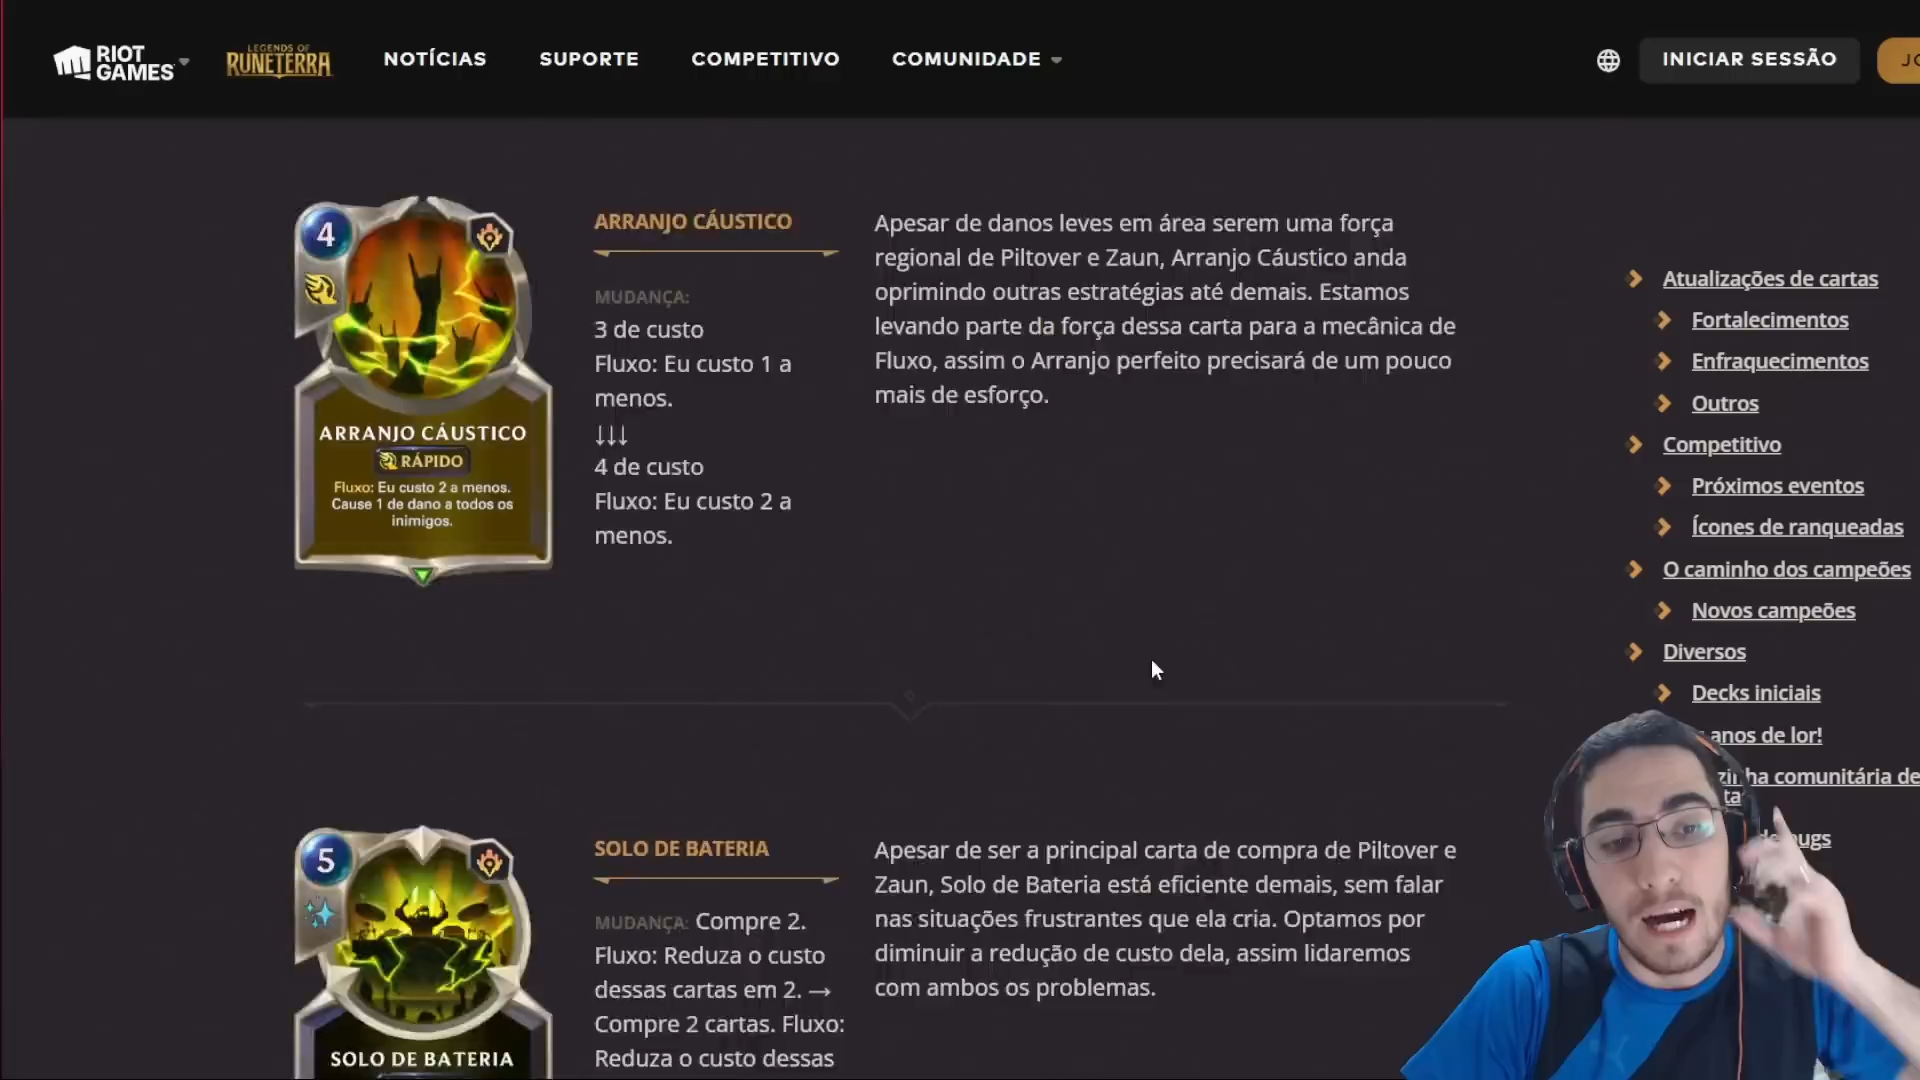 RIOT
GAMES
LEGENDS OF
RUNETERRA
NOTÍCIAS
SUPORTE
COMPETITIVO
COMUNIDADE
INICIAR SESSÃO
4
ARRANJO CÁUSTICO
RÁPIDO
Fluxo: Eu custo 2 a menos.
Cause 1 de dano a todos os
inimigos.
ARRANJO CÁUSTICO
MUDANÇA:
3 de custo
Fluxo: Eu custo 1 a
menos.
↓↓↓
4 de custo
Fluxo: Eu custo 2 a
menos.
Apesar de danos leves em área serem uma força
regional de Piltover e Zaun, Arranjo Cáustico anda
oprimindo outras estratégias até demais. Estamos
levando parte da força dessa carta para a mecânica de
Fluxo, assim o Arranjo perfeito precisará de um pouco
mais de esforço.
5
SOLO DE BATERIA
SOLO DE BATERIA
MUDANÇA: Compre 2.
Fluxo: Reduza o custo
dessas cartas em 2. →
Compre 2 cartas. Fluxo:
Reduza o custo dessas
Apesar de ser a principal carta de compra de Piltover e
Zaun, Solo de Bateria está eficiente demais, sem falar
nas situações frustrantes que ela cria. Optamos por
diminuir a redução de custo dela, assim lidaremos
com ambos os problemas.
Atualizações de cartas
Fortalecimentos
Enfraquecimentos
Outros
Competitivo
Próximos eventos
Ícones de ranqueadas
O caminho dos campeões
Novos campeões
Diversos
Decks iniciais
anos de lor!
comunitária de